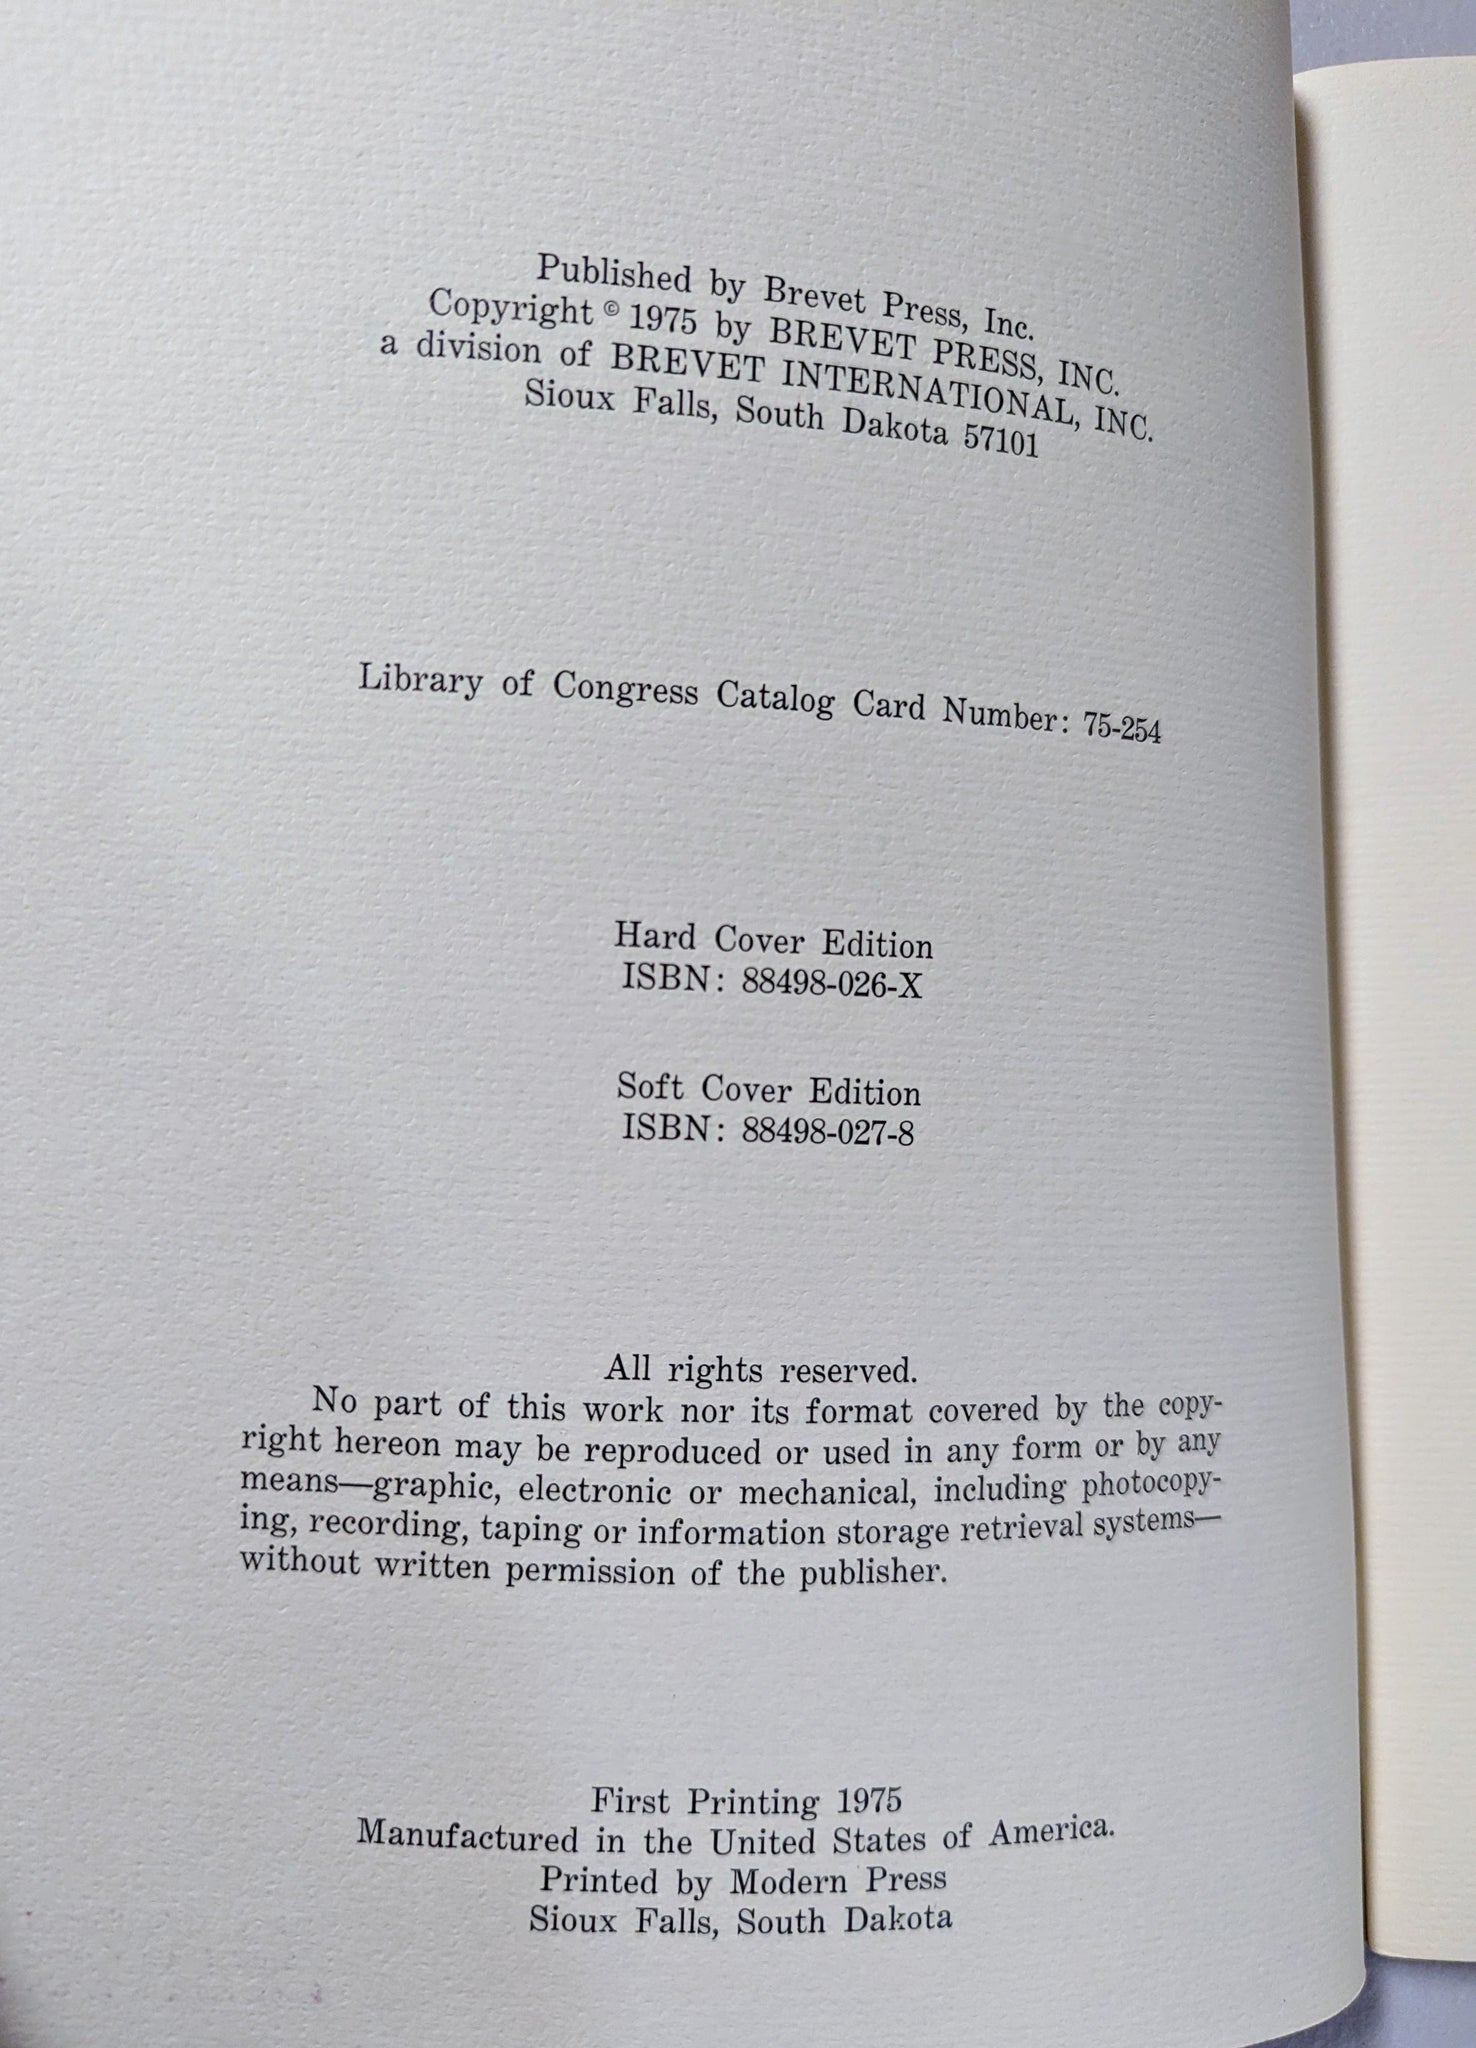 Published by Brevet Press, Inc.
Copyright © 1975 by BREVET PRESS, INC.
a division of BREVET INTERNATIONAL, INC.
Sioux Falls, South Dakota 57101
Library of Congress Catalog Card Number: 75-254
Hard Cover Edition
ISBN: 88498-026-X
Soft Cover Edition
ISBN: 88498-027-8
All rights reserved.
No part of this work nor its format covered by the copy-
right hereon may be reproduced or used in any form or by any
means—graphic, electronic or mechanical, including photocopy-
ing, recording, taping or information storage retrieval systems—
without written permission of the publisher.
First Printing 1975
Manufactured in the United States of America.
Printed by Modern Press
Sioux Falls, South Dakota